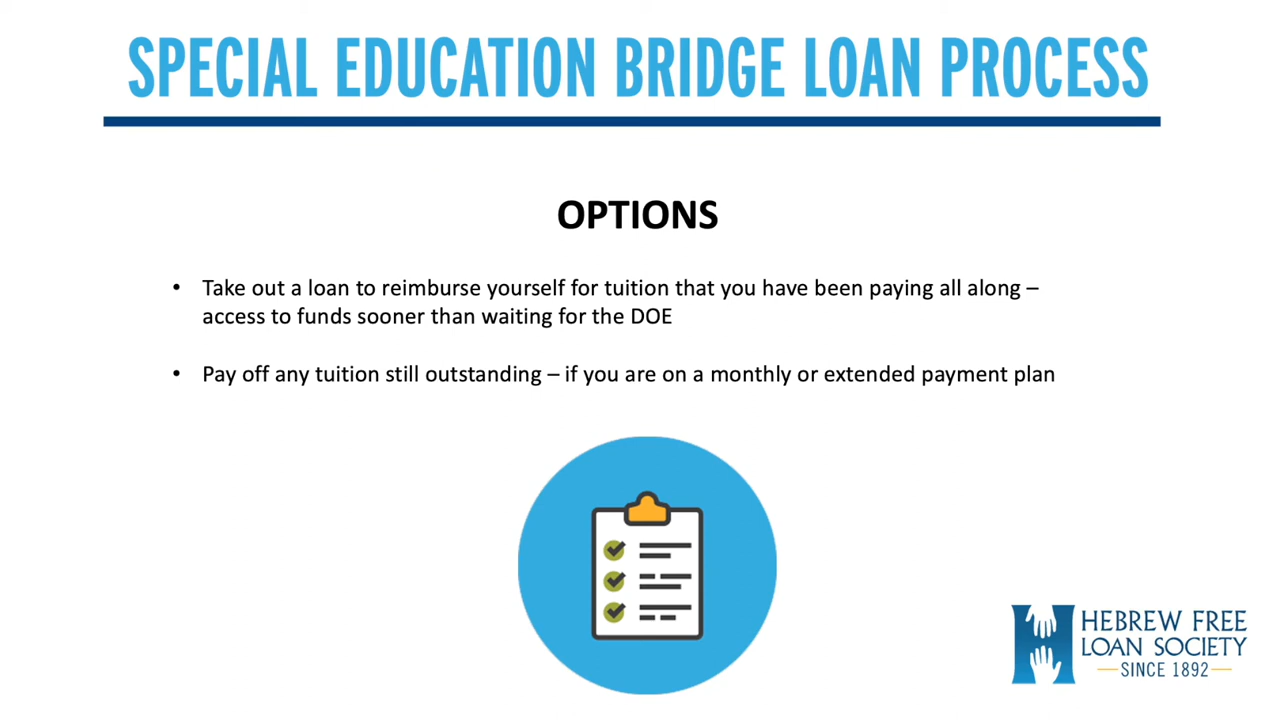 SPECIAL EDUCATION BRIDGE LOAN PROCESS
OPTIONS
• Take out a loan to reimburse yourself for tuition that you have been paying all along –
access to funds sooner than waiting for the DOE
• Pay off any tuition still outstanding – if you are on a monthly or extended payment plan
HEBREW FREE
LOAN SOCIETY
SINCE 1892